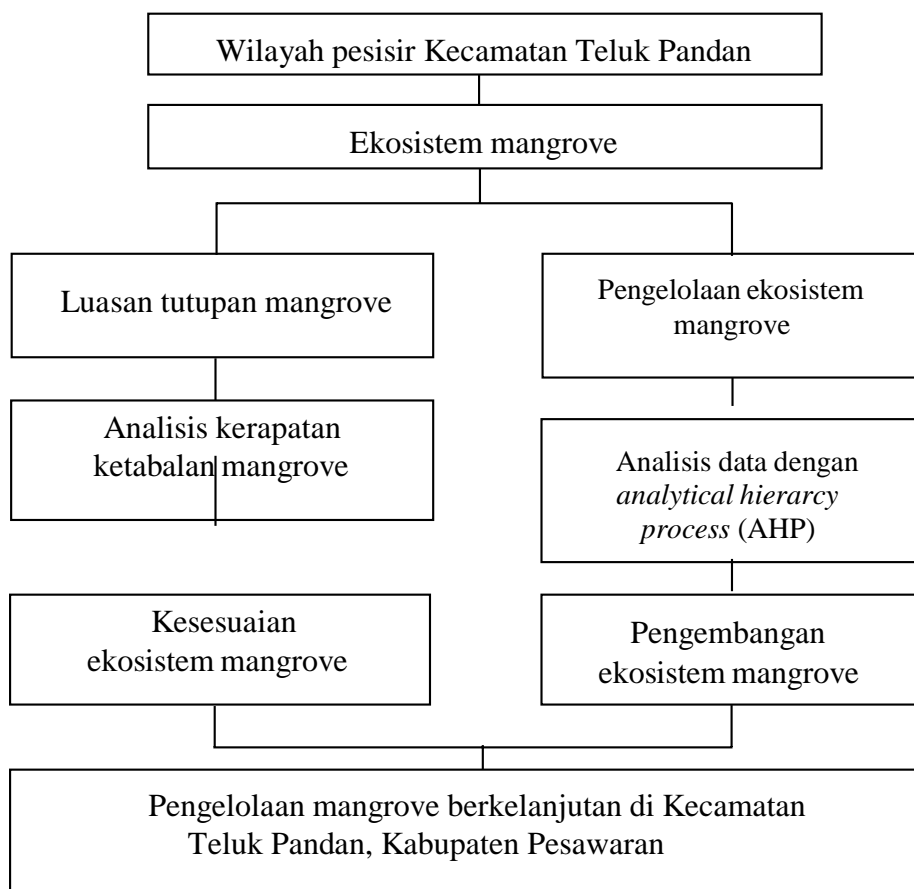 Wilayah pesisir Kecamatan Teluk Pandan
Ekosistem mangrove
Luasan tutupan mangrove
Pengelolaan ekosistem
mangrove
Analisis kerapatan
ketabalan mangrove
Analisis data dengan
analytical hierarcy
process (AHP)
Kesesuaian
ekosistem mangrove
Pengembangan
ekosistem mangrove
Pengelolaan mangrove berkelanjutan di Kecamatan
Teluk Pandan, Kabupaten Pesawaran